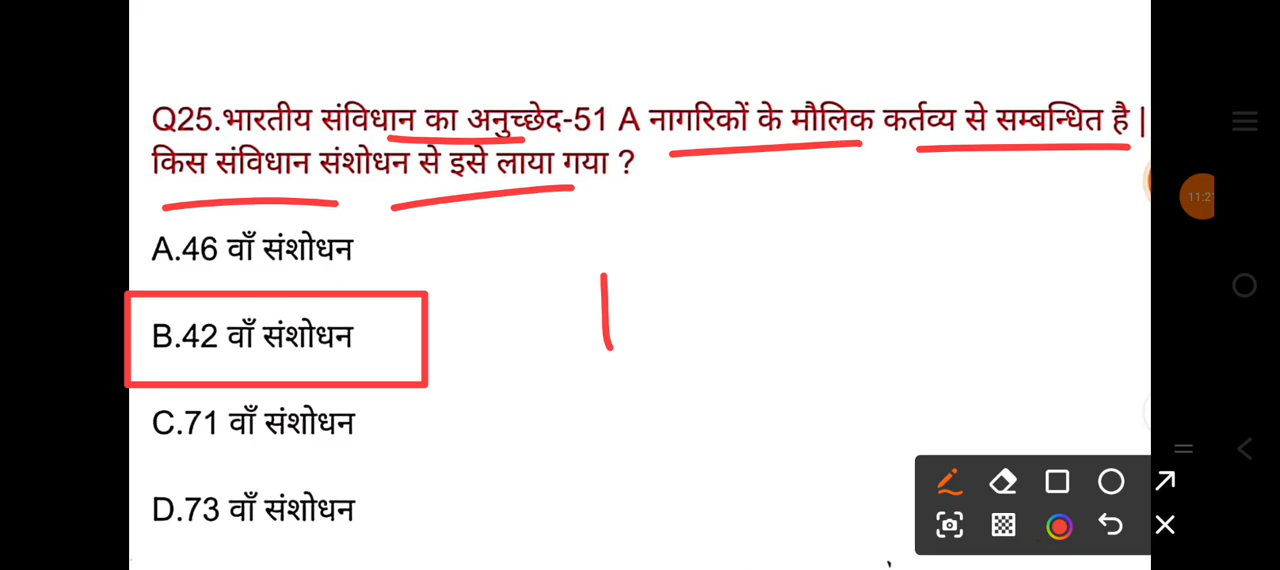 Q25.भारतीय संविधान का अनुच्छेद-51 A नागरिकों के मौलिक कर्तव्य से सम्बन्धित है |
किस संविधान संशोधन से इसे लाया गया ?
A.46 वाँ संशोधन
B.42 वाँ संशोधन
C.71 वाँ संशोधन
D.73 वाँ संशोधन